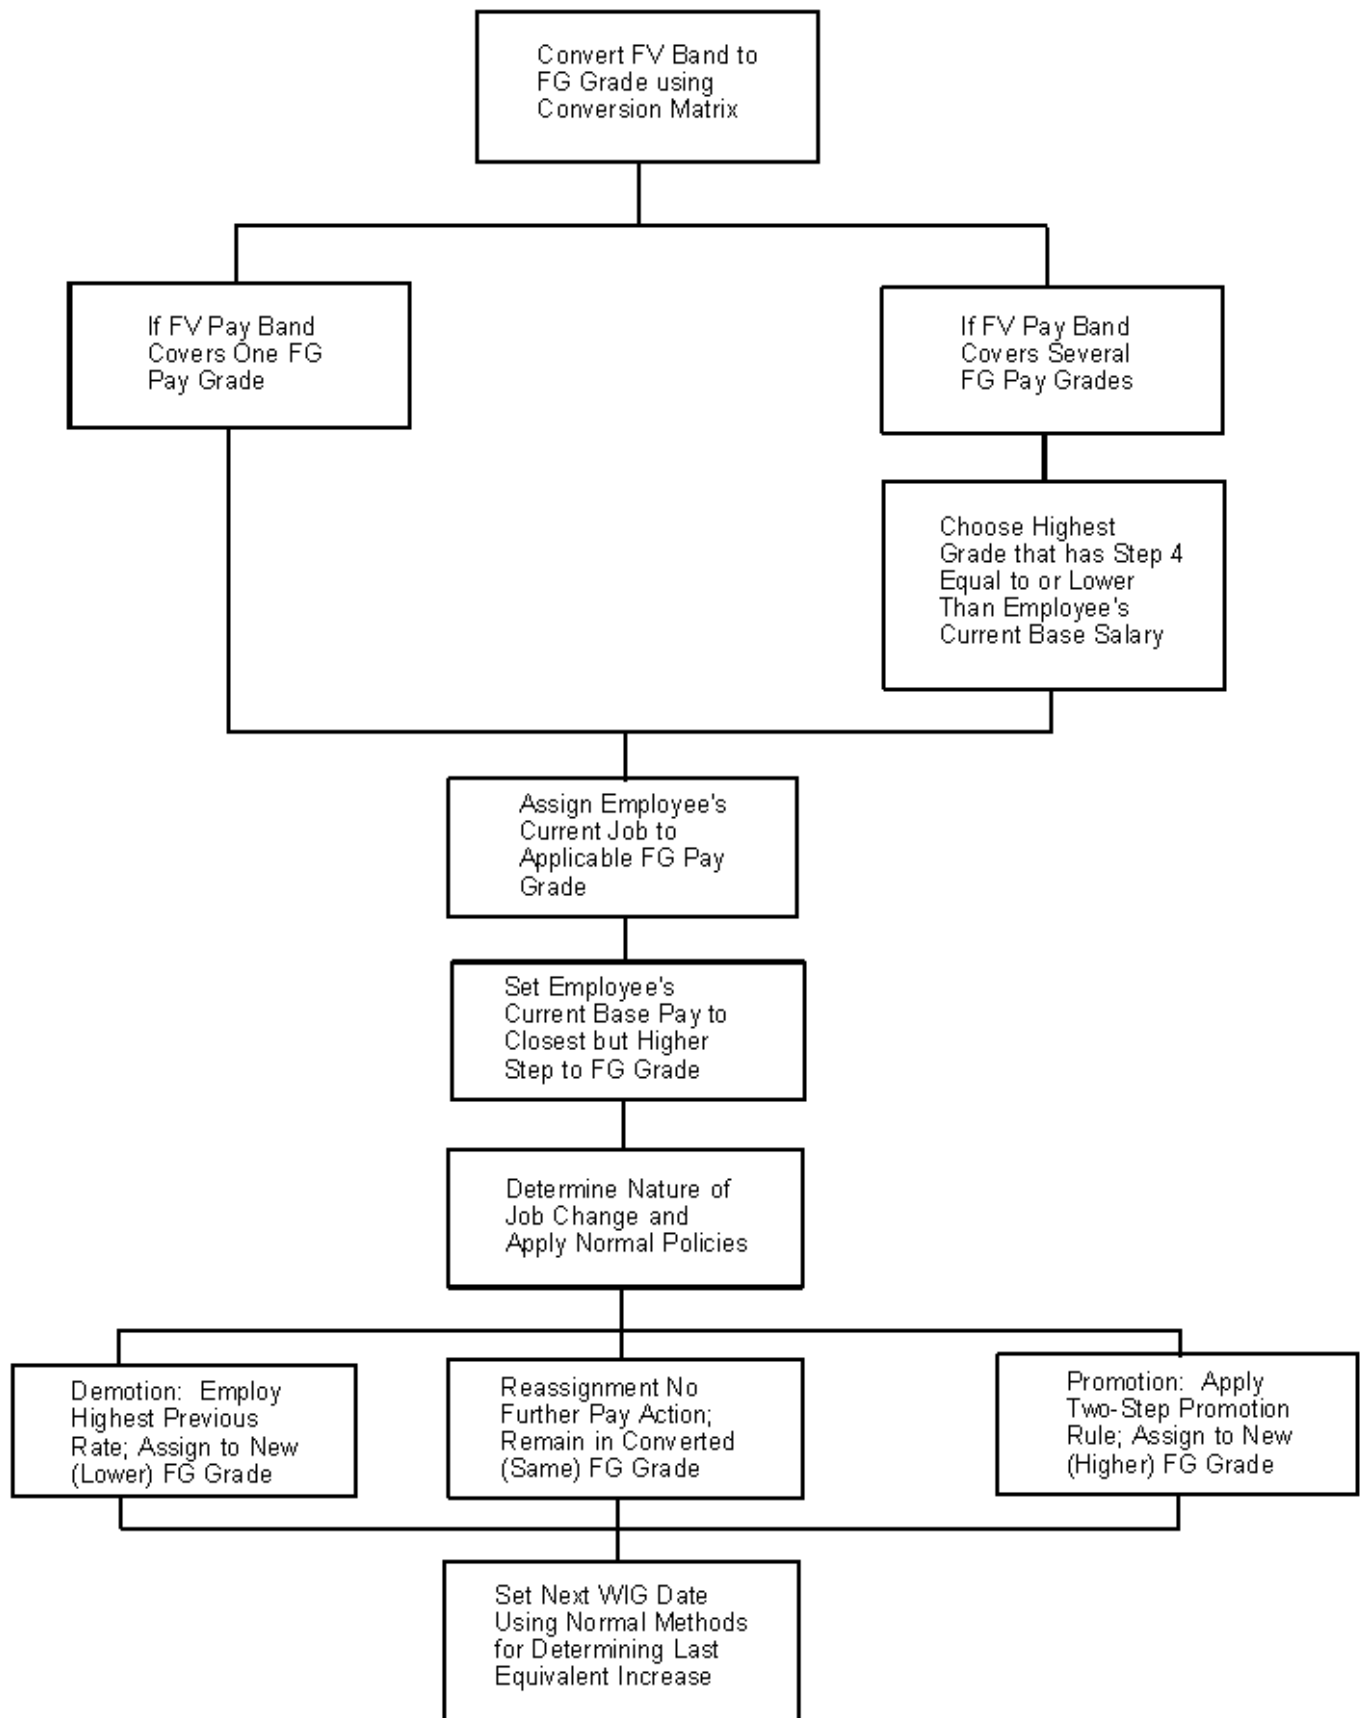 Convert FV Band to
FG Grade using
Conversion Matrix
If FV Pay Band
Covers One FG
Pay Grade
If FV Pay Band
Covers Several
FG Pay Grades
Choose Highest
Grade that has Step 4
Equal to or Lower
Than Employee's
Current Base Salary
Assign Employee's
Current Job to
Applicable FG Pay
Grade
Set Employee's
Current Base Pay to
Closest but Higher
Step to FG Grade
Determine Nature of
Job Change and
Apply Normal Policies
Demotion: Employ
Highest Previous
Rate; Assign to New
(Lower) FG Grade
Reassignment No
Further Pay Action;
Remain in Converted
(Same) FG Grade
Promotion: Apply
Two-Step Promotion
Rule; Assign to New
(Higher) FG Grade
Set Next WIG Date
Using Normal Methods
for Determining Last
Equivalent Increase